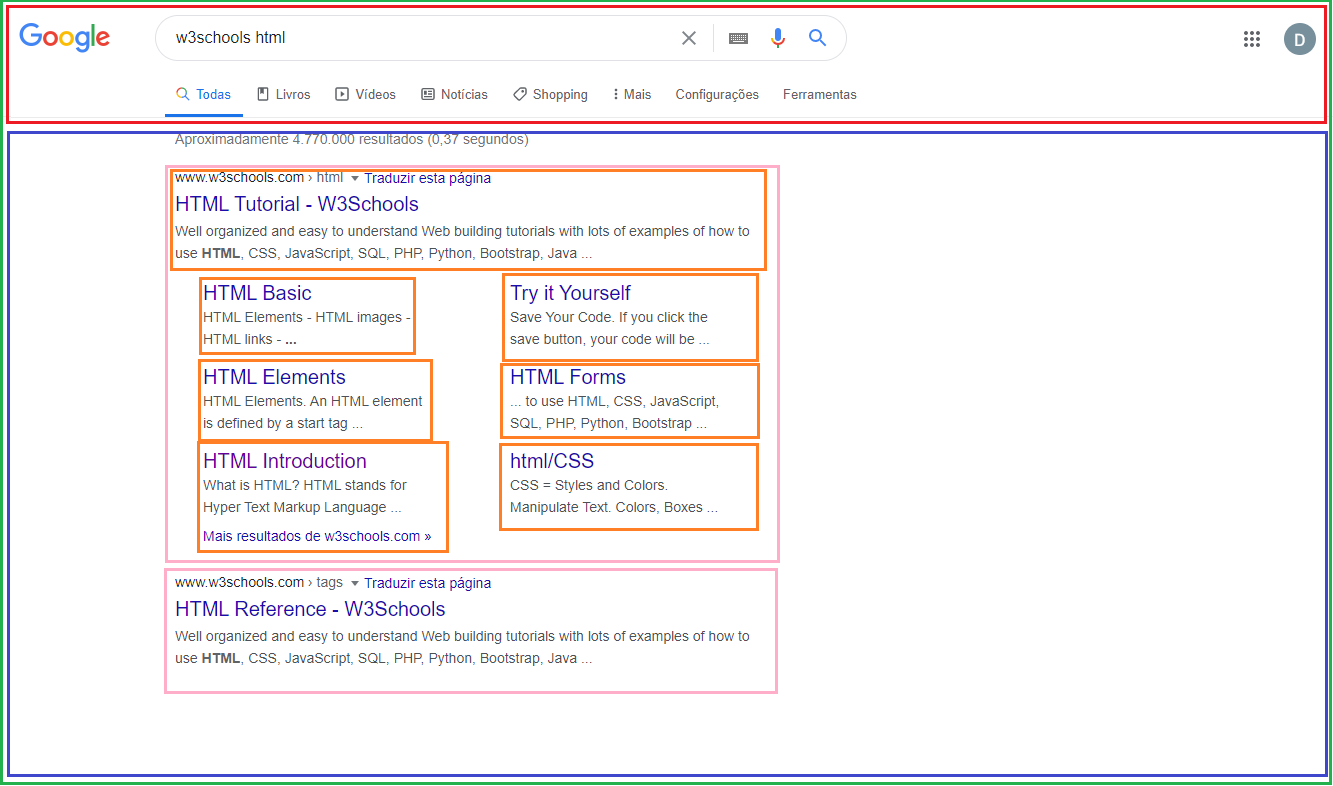 Google
w3schools html
D
Todas Livros Vídeos Notícias Shopping Mais Configurações Ferramentas
Aproximadamente 4.770.000 resultados (0,37 segundos)
www.w3schools.com › html Traduzir esta página
HTML Tutorial - W3Schools
Well organized and easy to understand Web building tutorials with lots of examples of how to
use HTML, CSS, JavaScript, SQL, PHP, Python, Bootstrap, Java ...
HTML Basic
HTML Elements - HTML images -
HTML links - ...
Try it Yourself
Save Your Code. If you click the
save button, your code will be ...
HTML Elements
HTML Elements. An HTML element
is defined by a start tag ...
HTML Forms
... to use HTML, CSS, JavaScript,
SQL, PHP, Python, Bootstrap ...
HTML Introduction
What is HTML? HTML stands for
Hyper Text Markup Language ...
html/CSS
CSS = Styles and Colors.
Manipulate Text. Colors, Boxes ...
Mais resultados de w3schools.com »
www.w3schools.com › tags Traduzir esta página
HTML Reference - W3Schools
Well organized and easy to understand Web building tutorials with lots of examples of how to
use HTML, CSS, JavaScript, SQL, PHP, Python, Bootstrap, Java ...